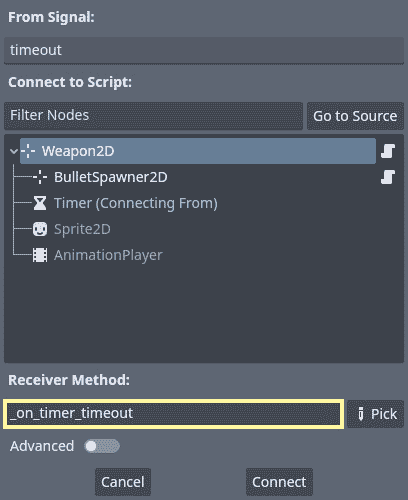 From Signal:
timeout
Connect to Script:
Filter Nodes Go to Source
Weapon2D
BulletSpawner2D
Timer (Connecting From)
Sprite2D
AnimationPlayer
Receiver Method:
_on_timer_timeout Pick
Advanced
Cancel Connect